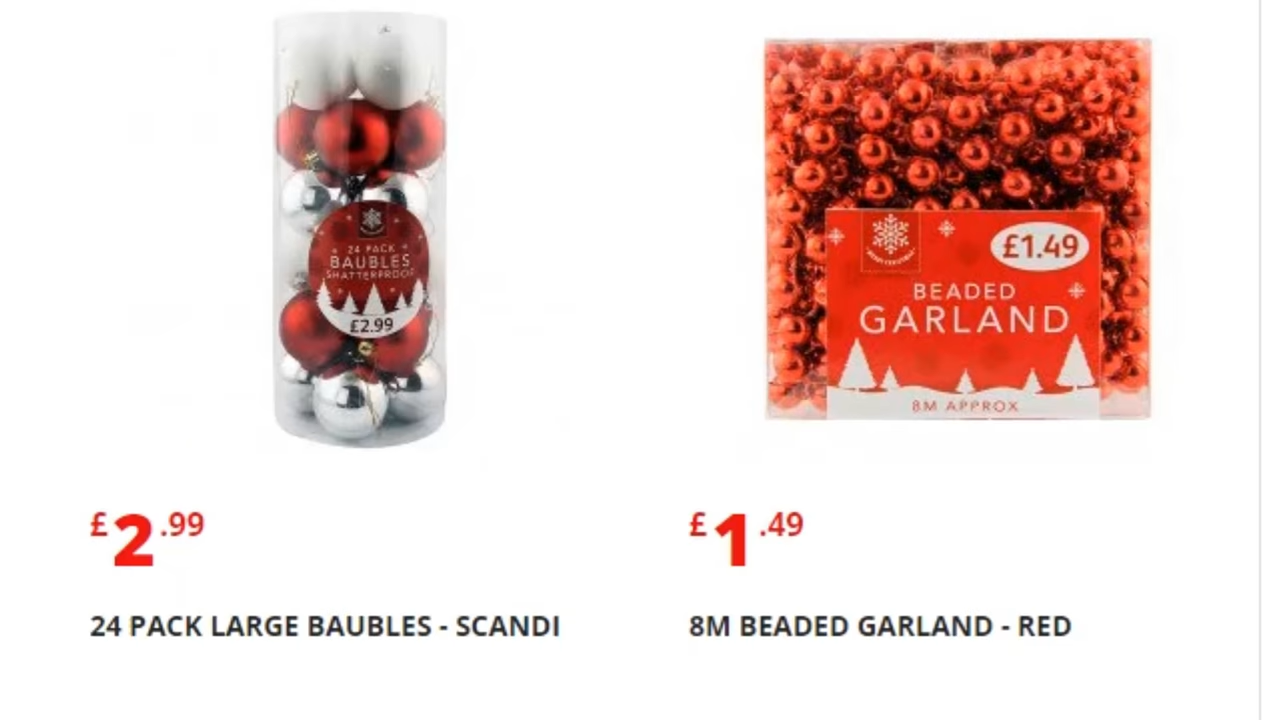 24 PACK
BAUBLES
SHATTERPROOF
£2.99
£1.49
BEADED
GARLAND
8M APPROX
£2.99
£1.49
24 PACK LARGE BAUBLES - SCANDI
8M BEADED GARLAND - RED